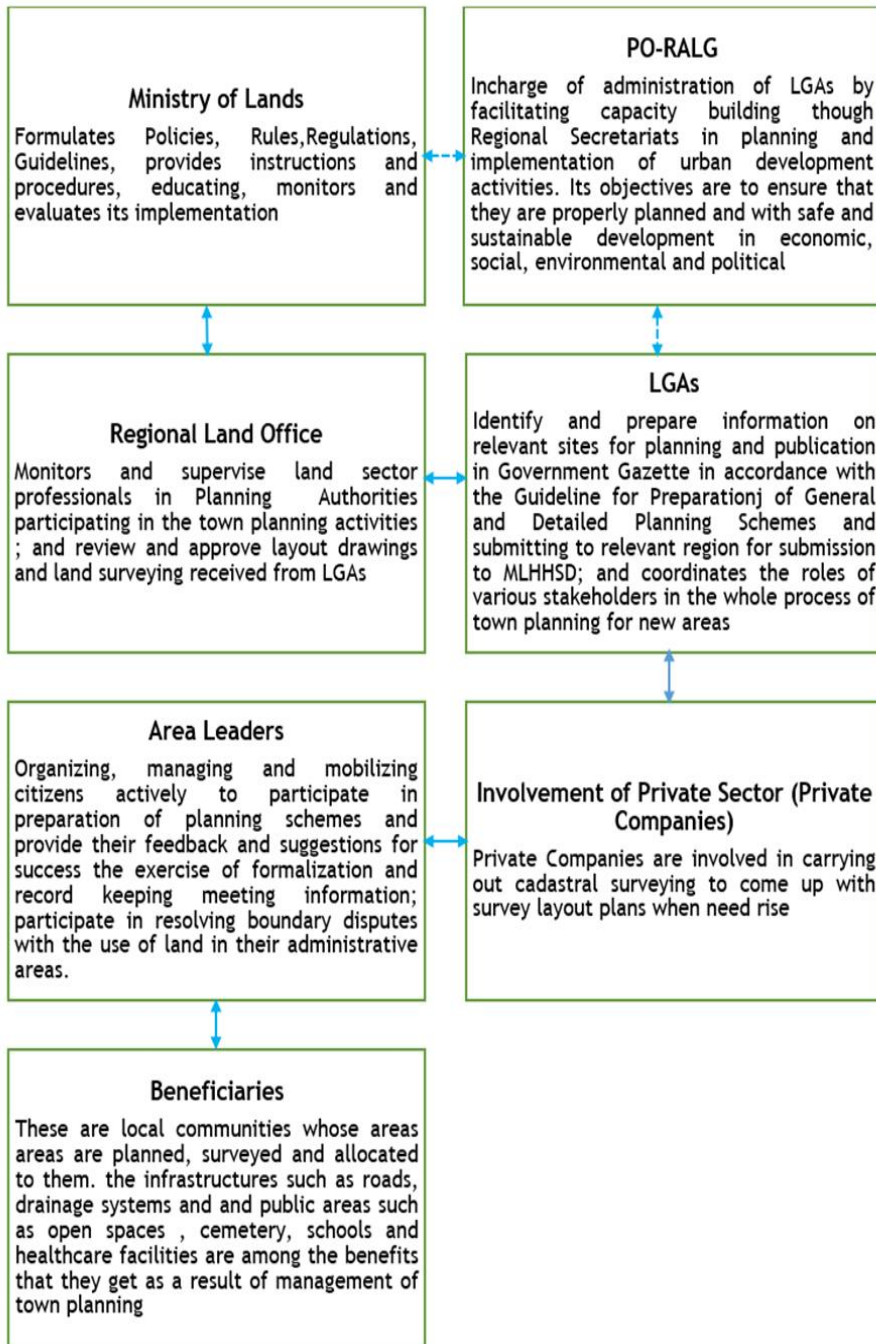 Ministry of Lands
Formulates Policies, Rules,Regulations,
Guidelines, provides instructions and
procedures, educating, monitors and
evaluates its implementation
PO-RALG
Incharge of administration of LGAs by
facilitating capacity building though
Regional Secretariats in planning and
implementation of urban development
activities. Its objectives are to ensure that
they are properly planned and with safe and
sustainable development in economic,
social, environmental and political
Regional Land Office
Monitors and supervise land sector
professionals in Planning Authorities
participating in the town planning activities
; and review and approve layout drawings
and land surveying received from LGAs
LGAs
Identify and prepare information on
relevant sites for planning and publication
in Government Gazette in accordance with
the Guideline for Preparationj of General
and Detailed Planning Schemes and
submitting to relevant region for submission
to MLHHSD; and coordinates the roles of
various stakeholders in the whole process of
town planning for new areas
Area Leaders
Organizing, managing and mobilizing
citizens actively to participate in
preparation of planning schemes and
provide their feedback and suggestions for
success the exercise of formalization and
record keeping meeting information;
participate in resolving boundary disputes
with the use of land in their administrative
areas.
Involvement of Private Sector (Private
Companies)
Private Companies are involved in carrying
out cadastral surveying to come up with
survey layout plans when need rise
Beneficiaries
These are local communities whose areas
areas are planned, surveyed and allocated
to them. the infrastructures such as roads,
drainage systems and and public areas such
as open spaces , cemetery, schools and
healthcare facilities are among the benefits
that they get as a result of management of
town planning